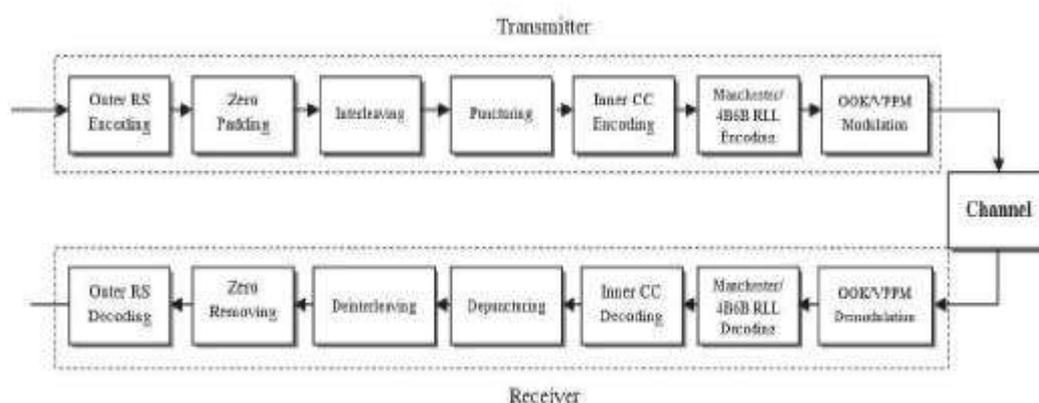 Transmitter
Outer RS
Encoding
Zero
Padding
Interleaving
Puncturing
Inner CC
Encoding
Manchester/
4B6B RLL
Encoding
OOK/VPPM
Modulation
Channel
Outer RS
Decoding
Zero
Removing
Deinterleaving
Depuncturing
Inner CC
Decoding
Manchester/
4B6B RLL
Decoding
OOK/VPPM
Demodulation
Receiver